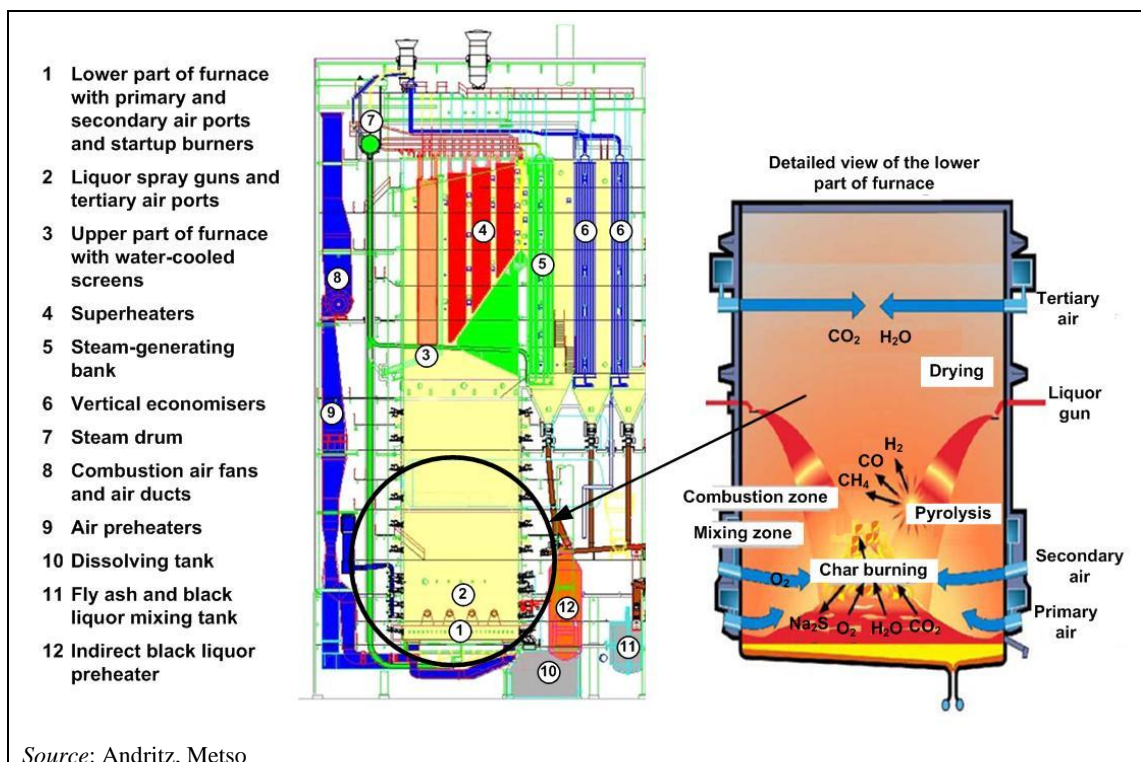 1 Lower part of furnace
with primary and
secondary air ports
and startup burners
2 Liquor spray guns and
tertiary air ports
3 Upper part of furnace
with water-cooled
screens
4 Superheaters
5 Steam-generating
bank
6 Vertical economisers
7 Steam drum
8 Combustion air fans
and air ducts
9 Air preheaters
10 Dissolving tank
11 Fly ash and black
liquor mixing tank
12 Indirect black liquor
preheater
7
4
5
6
6
8
3
9
2
1
12
11
10
Detailed view of the lower
part of furnace
Tertiary
air
CO2 H2O
Drying
Liquor
gun
H2
CO
CH4
Combustion zone
Pyrolysis
Mixing zone
Secondary
air
Char burning
O2
Primary
air
Na2S O2 H2O CO2
Source: Andritz, Metso